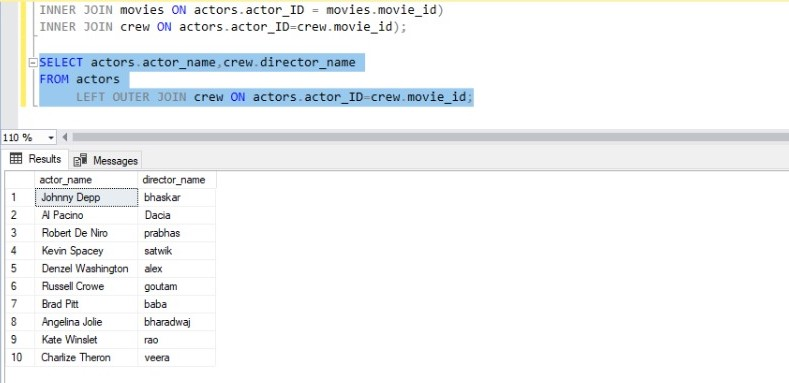 INNER JOIN movies ON actors.actor_ID = movies.movie_id)
INNER JOIN crew ON actors.actor_ID=crew.movie_id);
SELECT actors.actor_name,crew.director_name
FROM actors
LEFT OUTER JOIN crew ON actors.actor_ID=crew.movie_id;
110 %
Results Messages
actor_name director_name
1 Johnny Depp bhaskar
2 Al Pacino Dacia
3 Robert De Niro prabhas
4 Kevin Spacey satwik
5 Denzel Washington alex
6 Russell Crowe goutam
7 Brad Pitt baba
8 Angelina Jolie bharadwaj
9 Kate Winslet rao
10 Charlize Theron veera